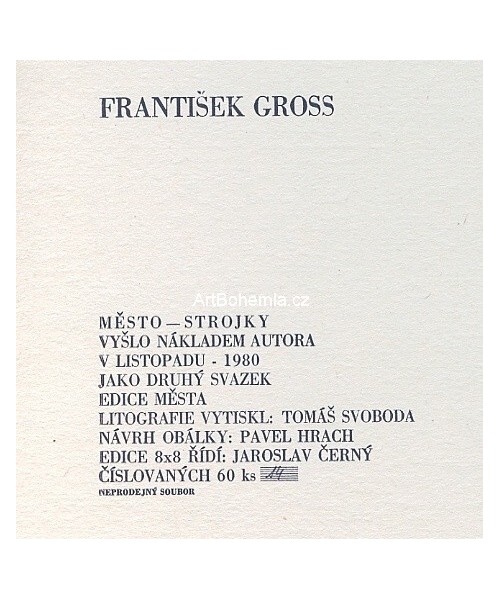 FRANTIŠEK GROSS
ArtBohemia.cz
MĚSTO — STROJKY
VYŠLO NÁKLADEM AUTORA
V LISTOPADU - 1980
JAKO DRUHÝ SVAZEK
EDICE MĚSTA
LITOGRAFIE VYTISKL: TOMÁŠ SVOBODA
NÁVRH OBÁLKY: PAVEL HRACH
EDICE 8x8 ŘÍDÍ: JAROSLAV ČERNÝ
ČÍSLOVANÝCH 60 ks
NEPRODEJNÝ SOUBOR